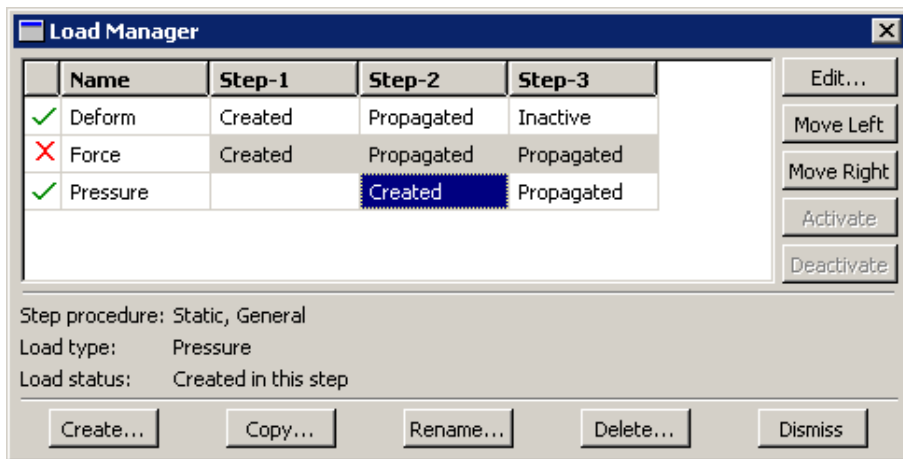 Load Manager
Name Step-1 Step-2 Step-3 Edit...
Deform Created Propagated Inactive Move Left
Force Created Propagated Propagated Move Right
Pressure Created Propagated Activate
Deactivate
Step procedure: Static, General
Load type: Pressure
Load status: Created in this step
Create... Copy... Rename... Delete... Dismiss